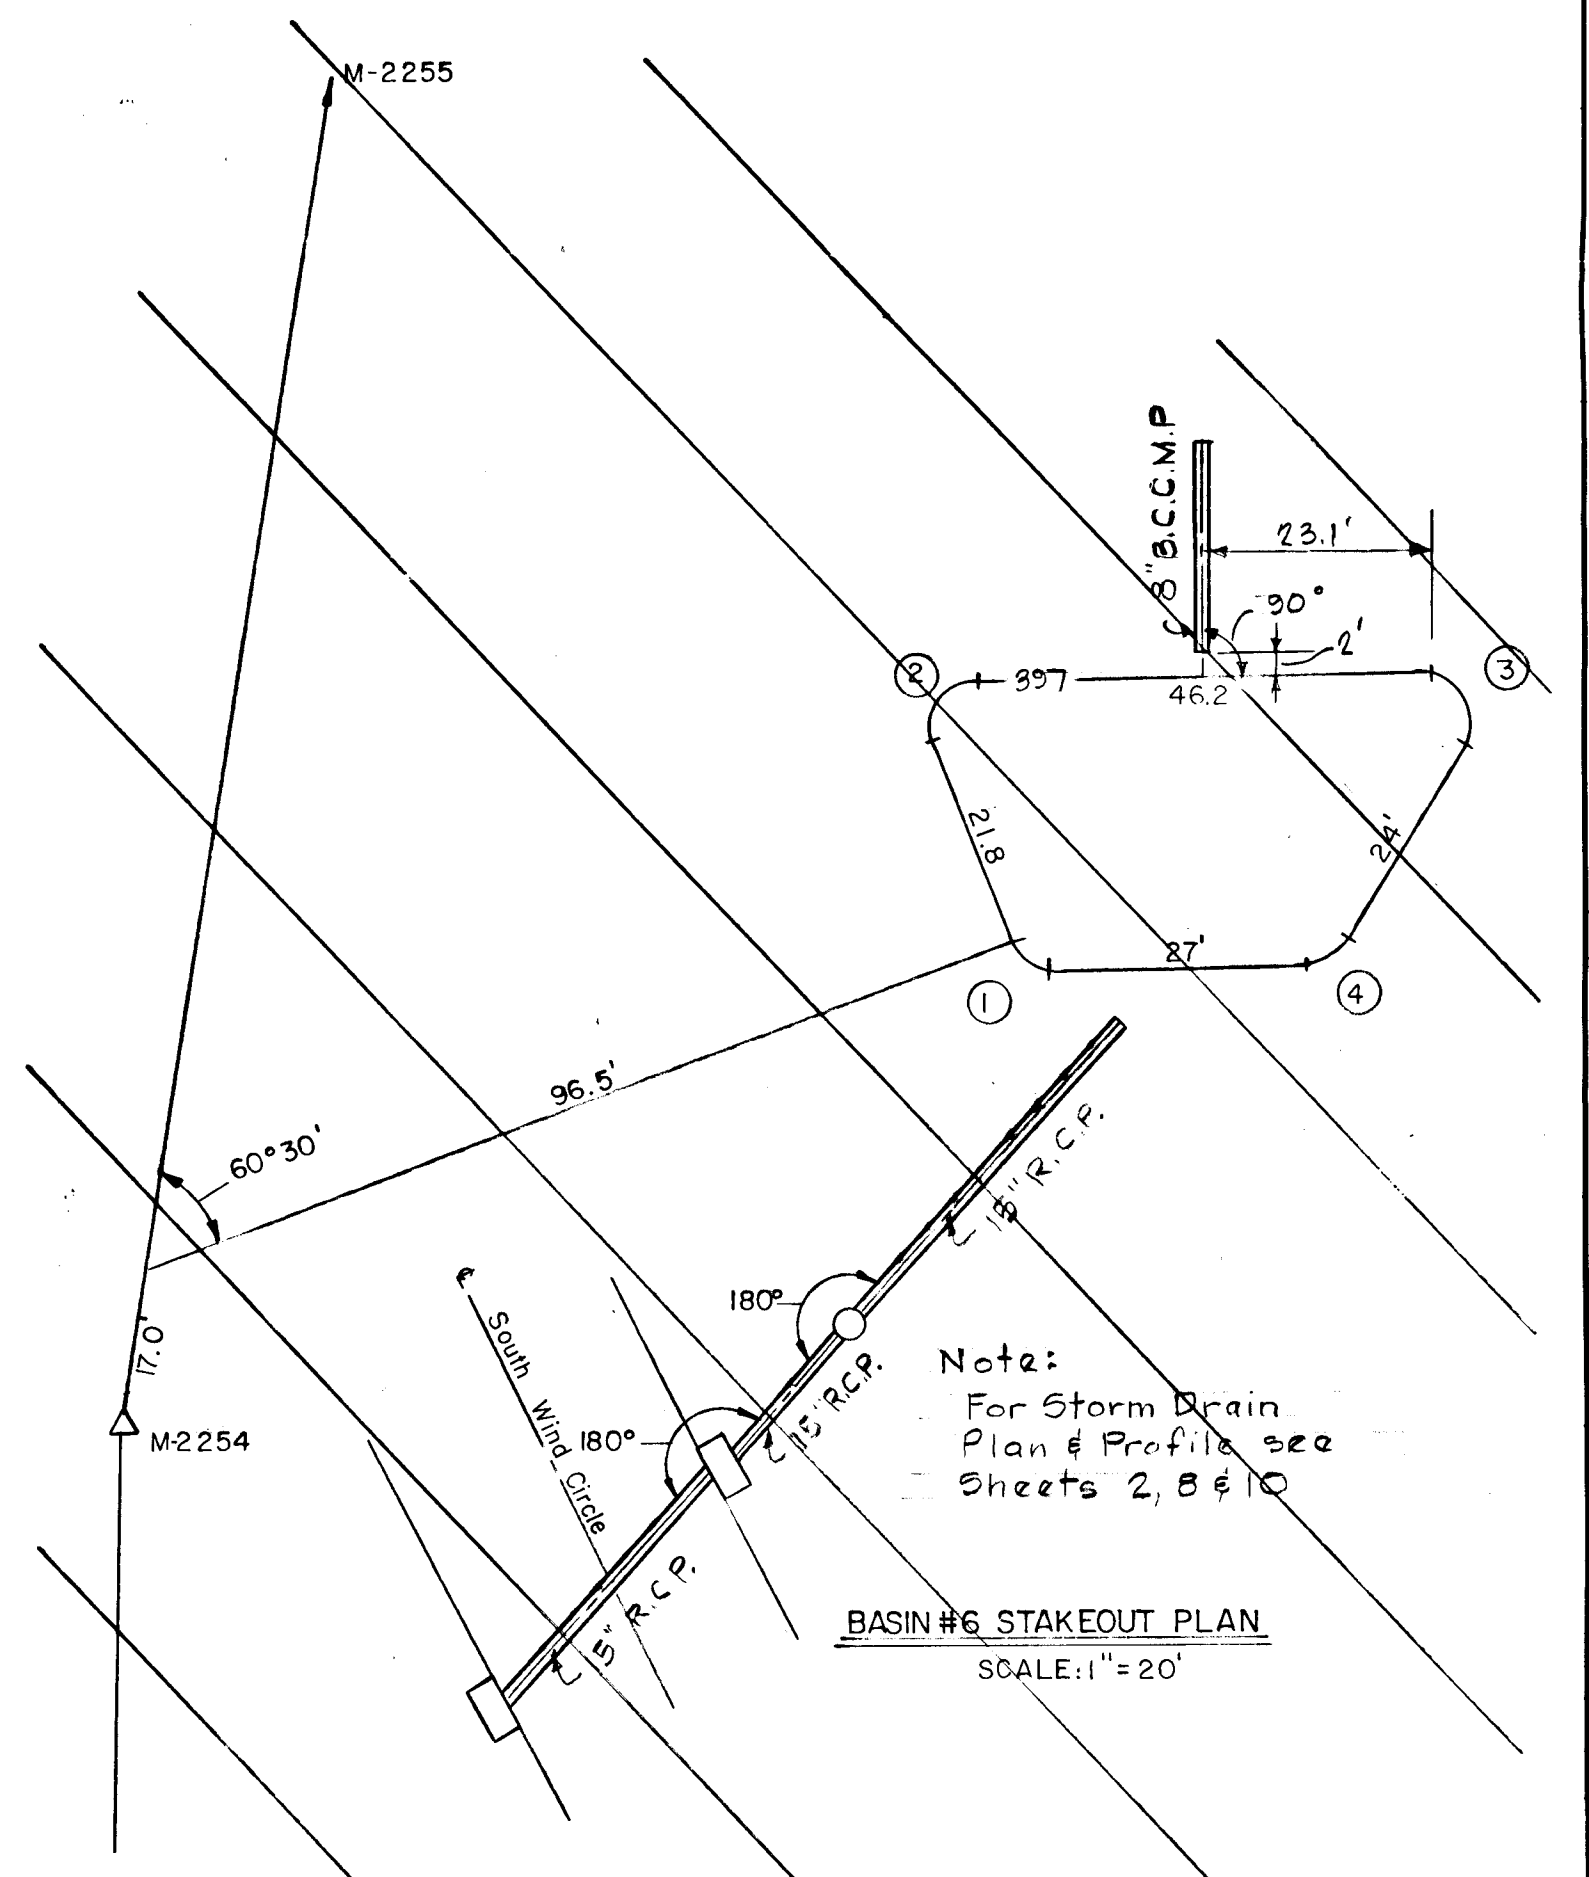 M-2255
8" B.C.C.M.P
23.1'
90°
2'
2
397
46.2
3
21.8
24'
27'
1
4
96.5'
60°30'
15" R.C.P.
180°
17.0'
South Wind Circle
15" R.C.P.
180°
M-2254
Note:
For Storm Drain
Plan & Profile see
Sheets 2, 8 & 10
15" R.C.P.
BASIN #6 STAKEOUT PLAN
SCALE: 1" = 20'